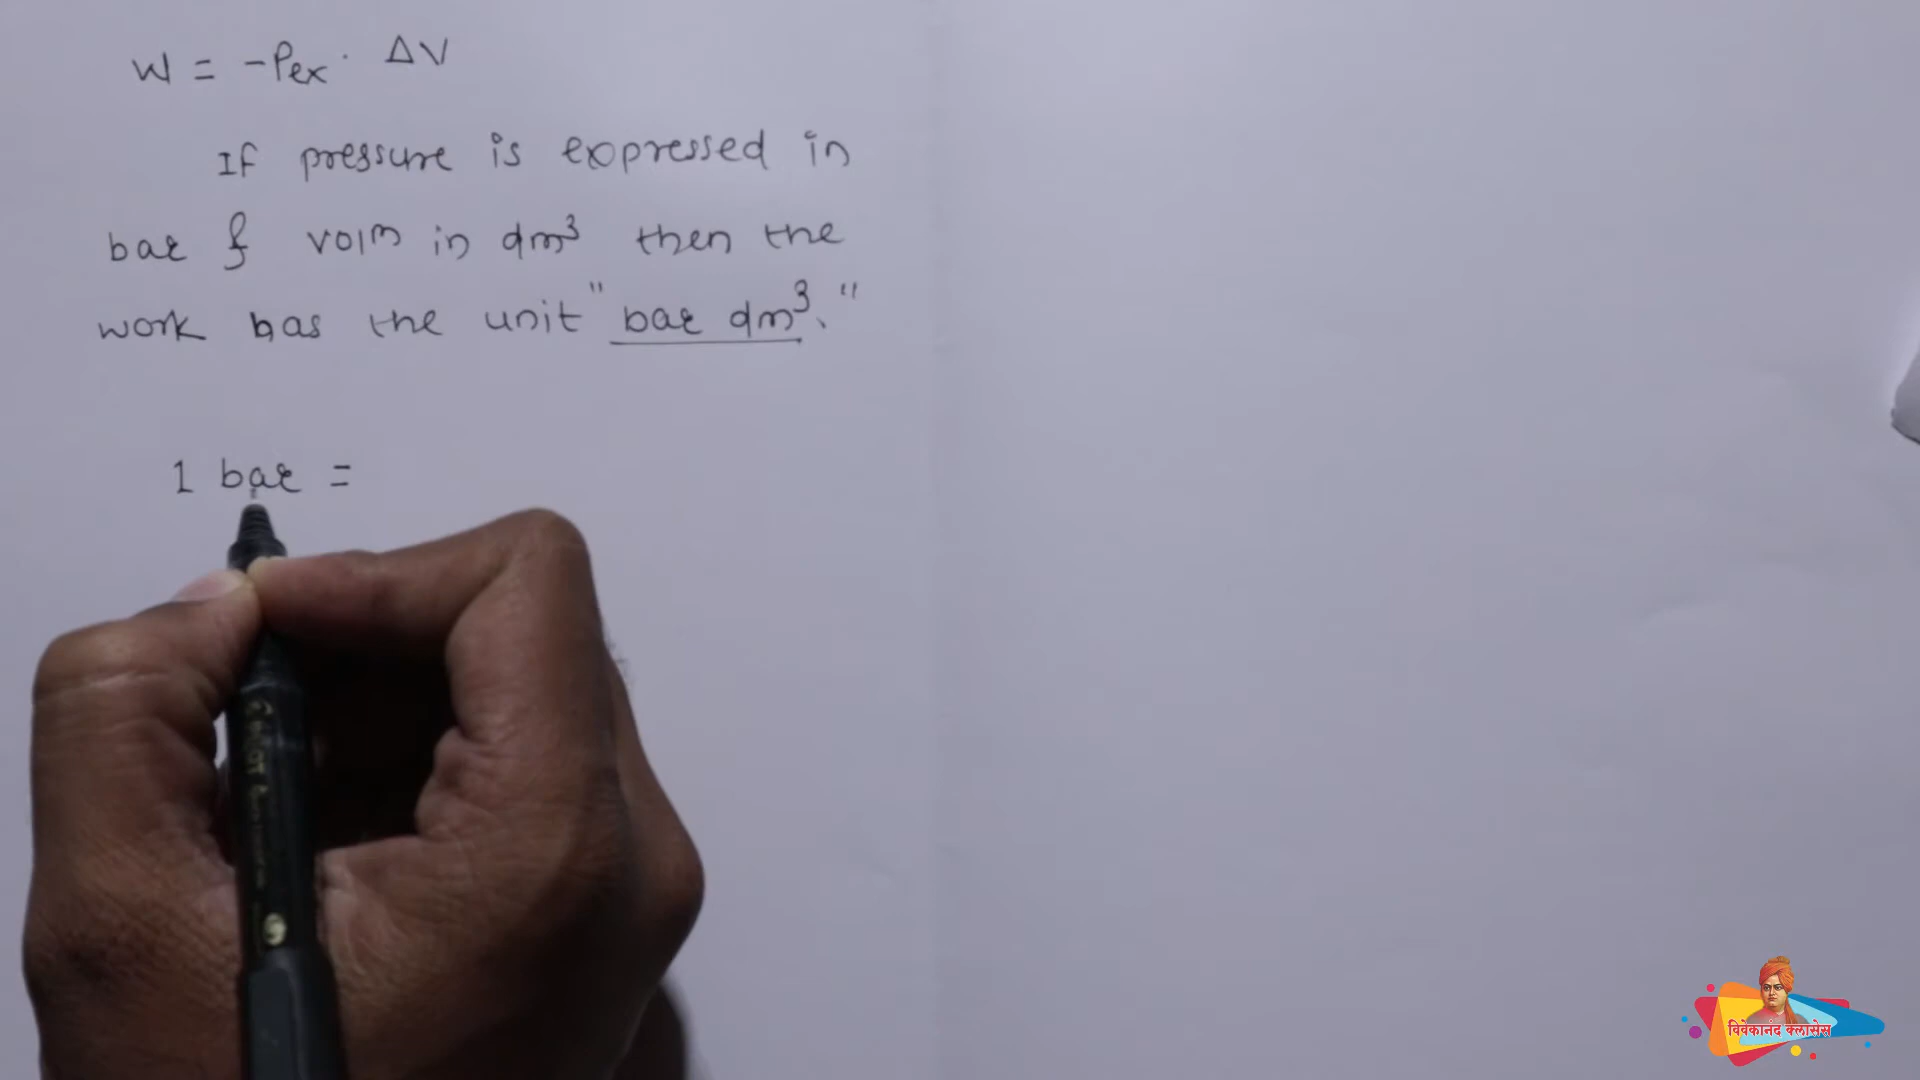 W = -Pex · ΔV
If pressure is expressed in
bar & volm in dm³ then the
work has the unit "bar dm³."
1 bar =
PILOT
विवेकानंद क्लासेस